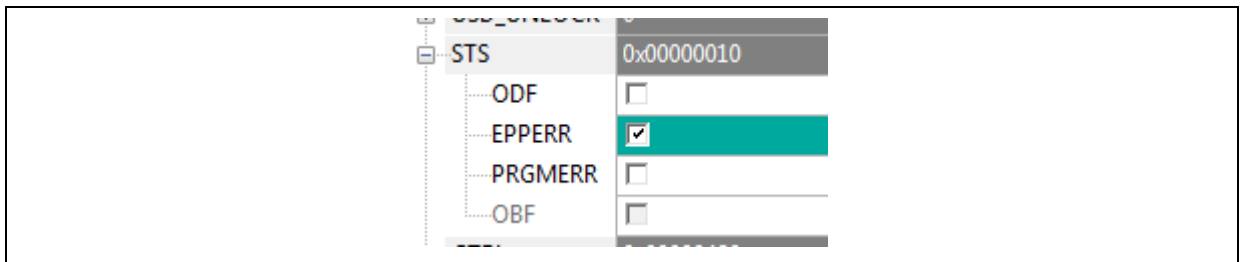 STS 0x00000010
ODF
EPPERR
PRGMERR
OBF